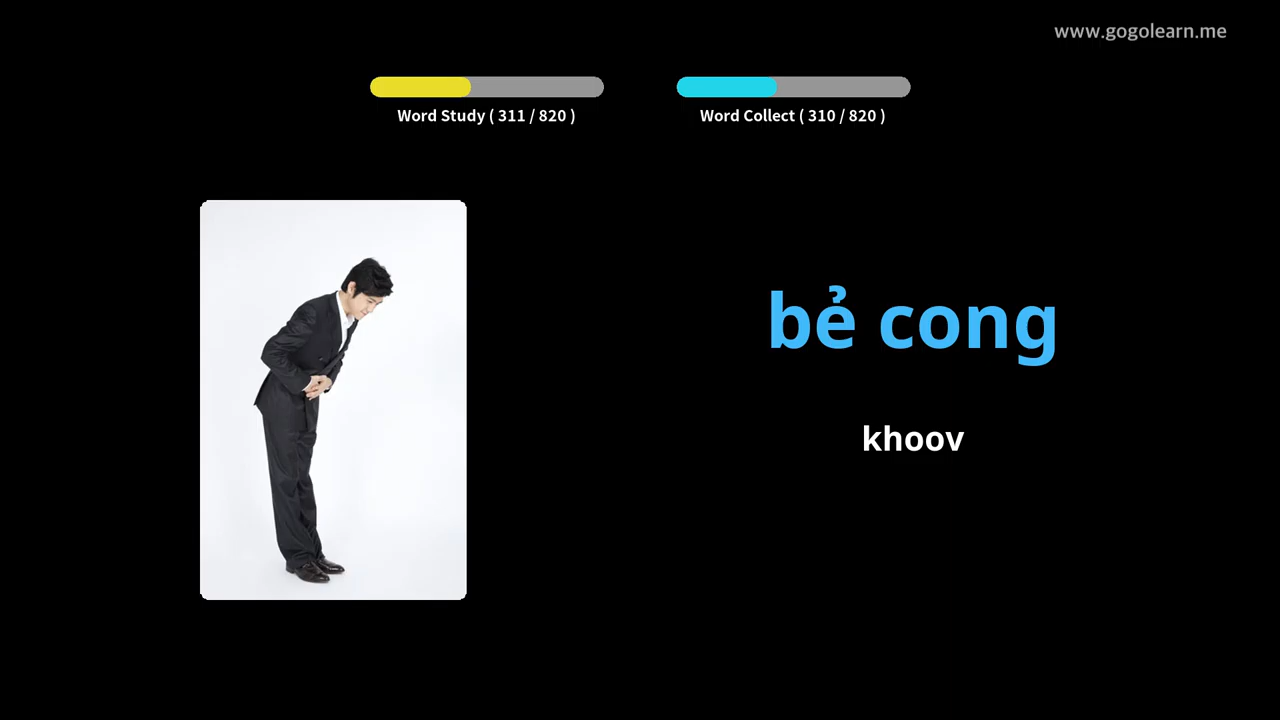 www.gogolearn.me
Word Study ( 311 / 820 )
Word Collect ( 310 / 820 )
bẻ cong
khoov